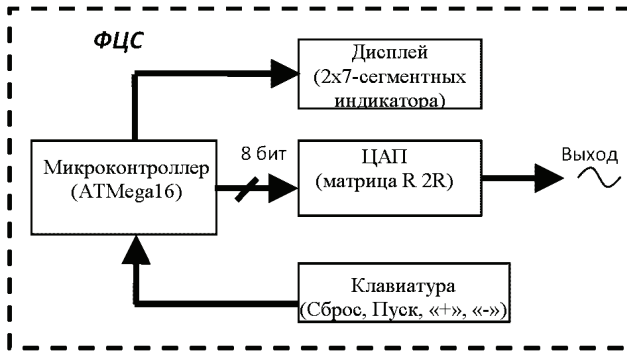 ФЦС
Дисплей
(2х7-сегментных
индикатора)
Микроконтроллер
(ATMega16)
8 бит
ЦАП
(матрица R 2R)
Выход
Клавиатура
(Сброс, Пуск, «+», «-»)